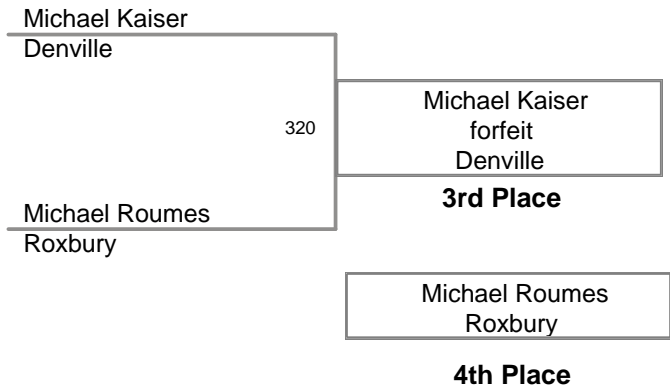 Michael Kaiser
Denville
320
Michael Kaiser
forfeit
Denville
3rd Place
Michael Roumes
Roxbury
Michael Roumes
Roxbury
4th Place